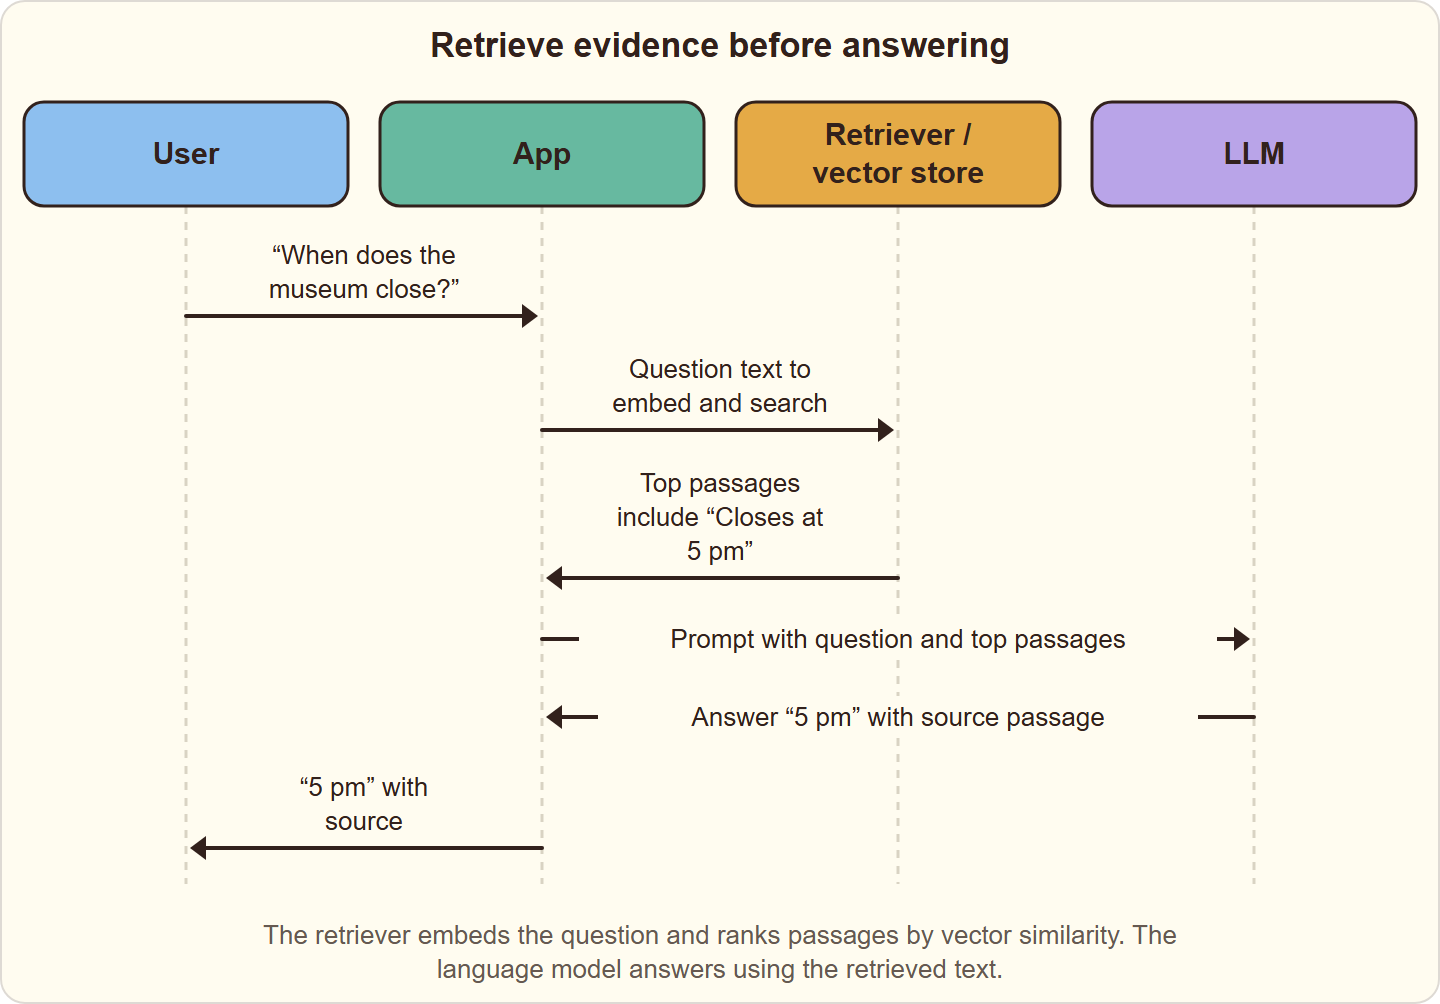 Retrieve evidence before answering
User
App
Retriever /
vector store
LLM
“When does the
museum close?”
Question text to
embed and search
Top passages
include “Closes at
5 pm”
Prompt with question and top passages
Answer “5 pm” with source passage
“5 pm” with
source
The retriever embeds the question and ranks passages by vector similarity. The
language model answers using the retrieved text.